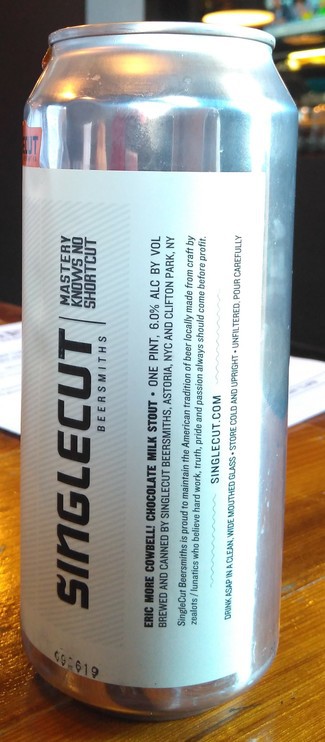 SINGLECUT
BEERSMITHS
MASTERY
KNOWS NO
SHORTCUT
ERIC MORE COWBELL! CHOCOLATE MILK STOUT • ONE PINT, 6.0% ALC BY VOL
BREWED AND CANNED BY SINGLECUT BEERSMITHS, ASTORIA, NYC AND CLIFTON PARK, NY
SingleCut Beersmiths is proud to maintain the American tradition of beer locally made from craft by
zealots / lunatics who believe hard work, truth, pride and passion always should come before profit.
SINGLECUT.COM
DRINK ASAP IN A CLEAN, WIDE MOUTHED GLASS • STORE COLD AND UPRIGHT • UNFILTERED, POUR CAREFULLY